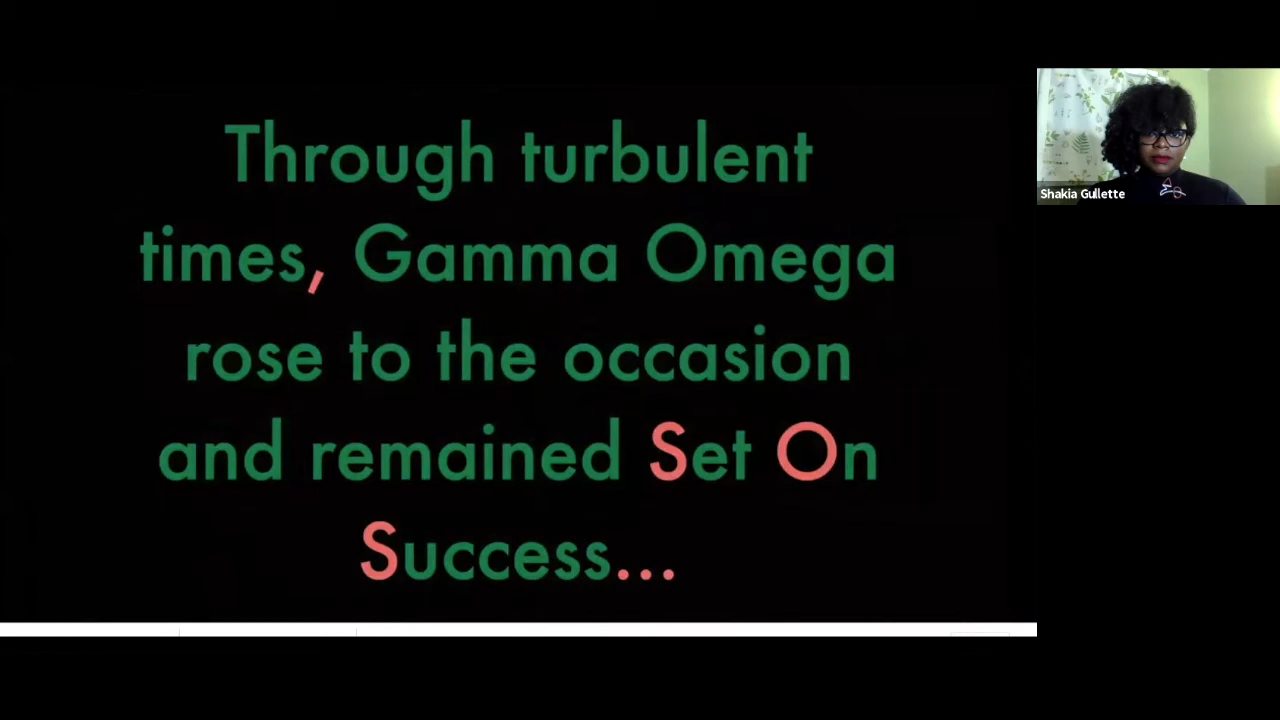 Through turbulent
times, Gamma Omega
rose to the occasion
and remained Set On
Success...
Shakia Gullette